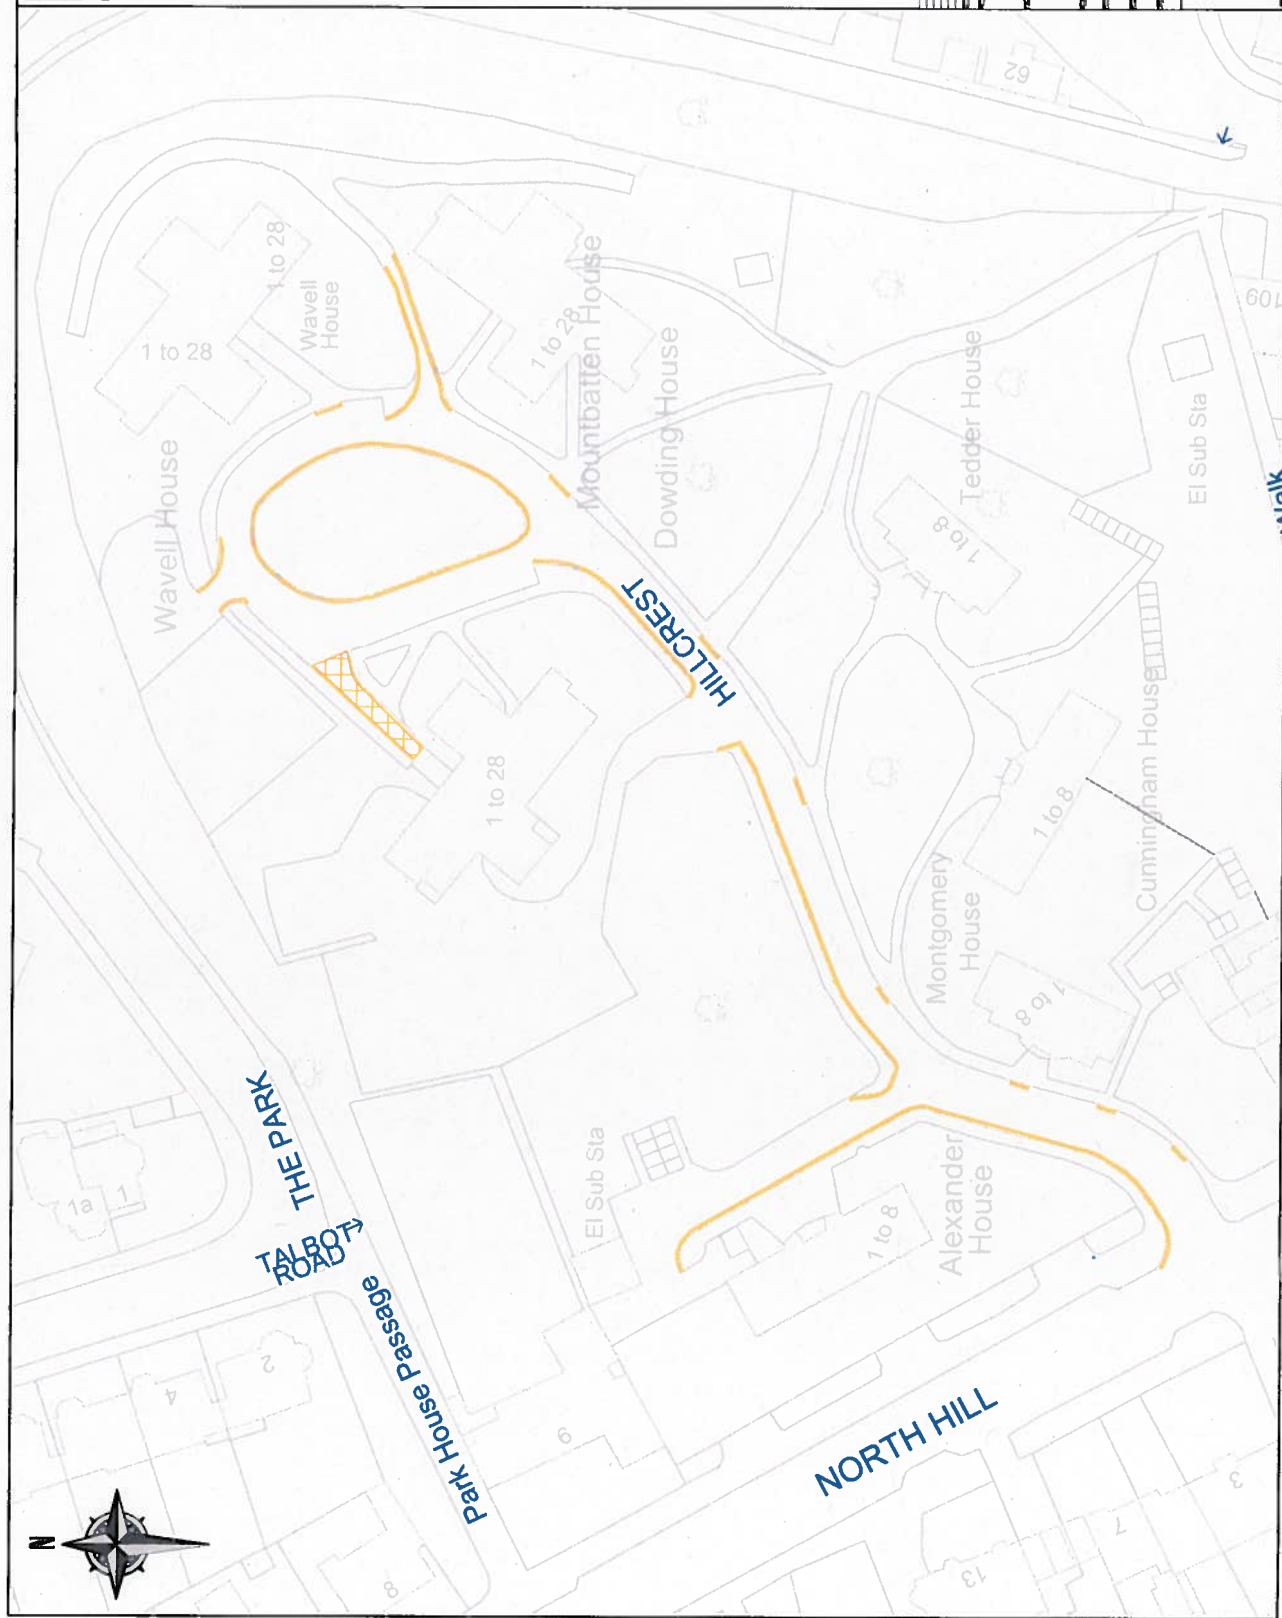 62
1 to 28
Wavell
House
1 to 28
1 to 28
Mountbatten House
Dowding House
Wavell House
Tedder House
1 to 8
El Sub Sta
109
Walk
HILLCREST
1 to 28
Cunningham House
1 to 8
Montgomery
House
1 to 8
THE PARK
TALBOT
ROAD
1a
1
El Sub Sta
Alexander
House
1 to 8
Park House Passage
2
4
9
8
NORTH HILL
3
7
13
N